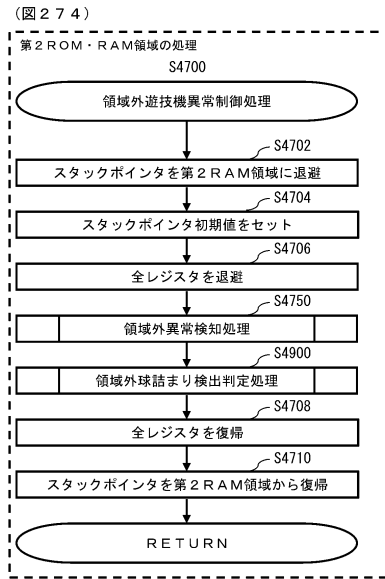 （図２７４）
第２ＲＯＭ・ＲＡＭ領域の処理
S4700
領域外遊技機異常制御処理
S4702
スタックポインタを第２ＲＡＭ領域に退避
S4704
スタックポインタ初期値をセット
S4706
全レジスタを退避
S4750
領域外異常検知処理
S4900
領域外球詰まり検出判定処理
S4708
全レジスタを復帰
S4710
スタックポインタを第２ＲＡＭ領域から復帰
ＲＥＴＵＲＮ